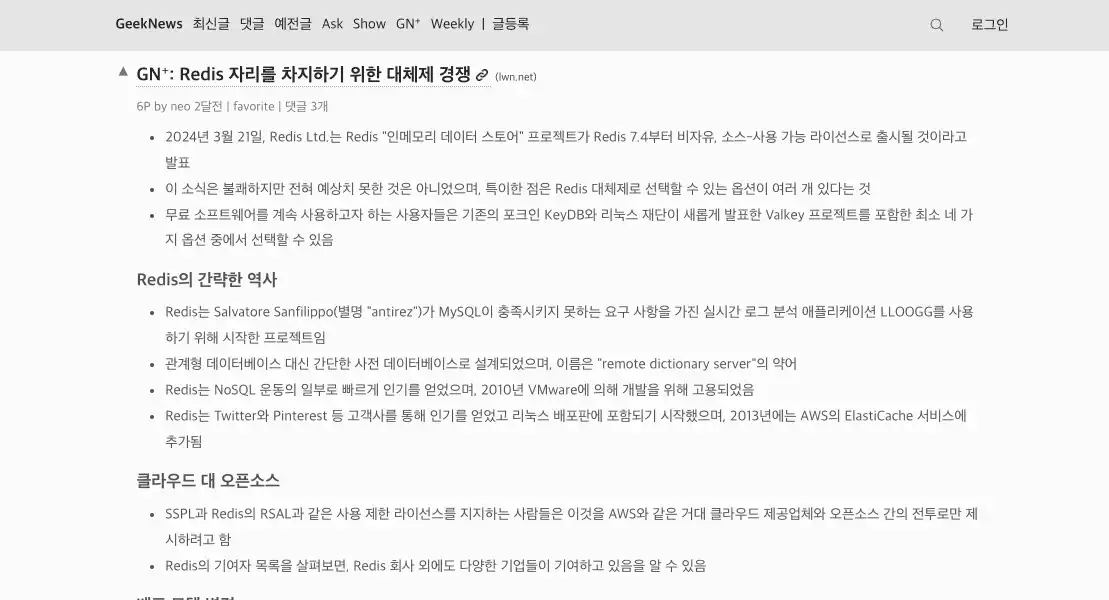 GeekNews 최신글 댓글 예전글 Ask Show GN⁺ Weekly | 글등록 로그인
▲ GN⁺: Redis 자리를 차지하기 위한 대체제 경쟁 (lwn.net)
6P by neo 2달전 | favorite | 댓글 3개
• 2024년 3월 21일, Redis Ltd.는 Redis "인메모리 데이터 스토어" 프로젝트가 Redis 7.4부터 비자유, 소스-사용 가능 라이선스로 출시될 것이라고
발표
• 이 소식은 불쾌하지만 전혀 예상치 못한 것은 아니었으며, 특이한 점은 Redis 대체제로 선택할 수 있는 옵션이 여러 개 있다는 것
• 무료 소프트웨어를 계속 사용하고자 하는 사용자들은 기존의 포크인 KeyDB와 리눅스 재단이 새롭게 발표한 Valkey 프로젝트를 포함한 최소 네 가
지 옵션 중에서 선택할 수 있음
Redis의 간략한 역사
• Redis는 Salvatore Sanfilippo(별명 "antirez")가 MySQL이 충족시키지 못하는 요구 사항을 가진 실시간 로그 분석 애플리케이션 LLOOGG를 사용
하기 위해 시작한 프로젝트임
• 관계형 데이터베이스 대신 간단한 사전 데이터베이스로 설계되었으며, 이름은 "remote dictionary server"의 약어
• Redis는 NoSQL 운동의 일부로 빠르게 인기를 얻었으며, 2010년 VMware에 의해 개발을 위해 고용되었음
• Redis는 Twitter와 Pinterest 등 고객사를 통해 인기를 얻었고 리눅스 배포판에 포함되기 시작했으며, 2013년에는 AWS의 ElastiCache 서비스에
추가됨
클라우드 대 오픈소스
• SSPL과 Redis의 RSAL과 같은 사용 제한 라이선스를 지지하는 사람들은 이것을 AWS와 같은 거대 클라우드 제공업체와 오픈소스 간의 전투로만 제
시하려고 함
• Redis의 기여자 목록을 살펴보면, Redis 회사 외에도 다양한 기업들이 기여하고 있음을 알 수 있음